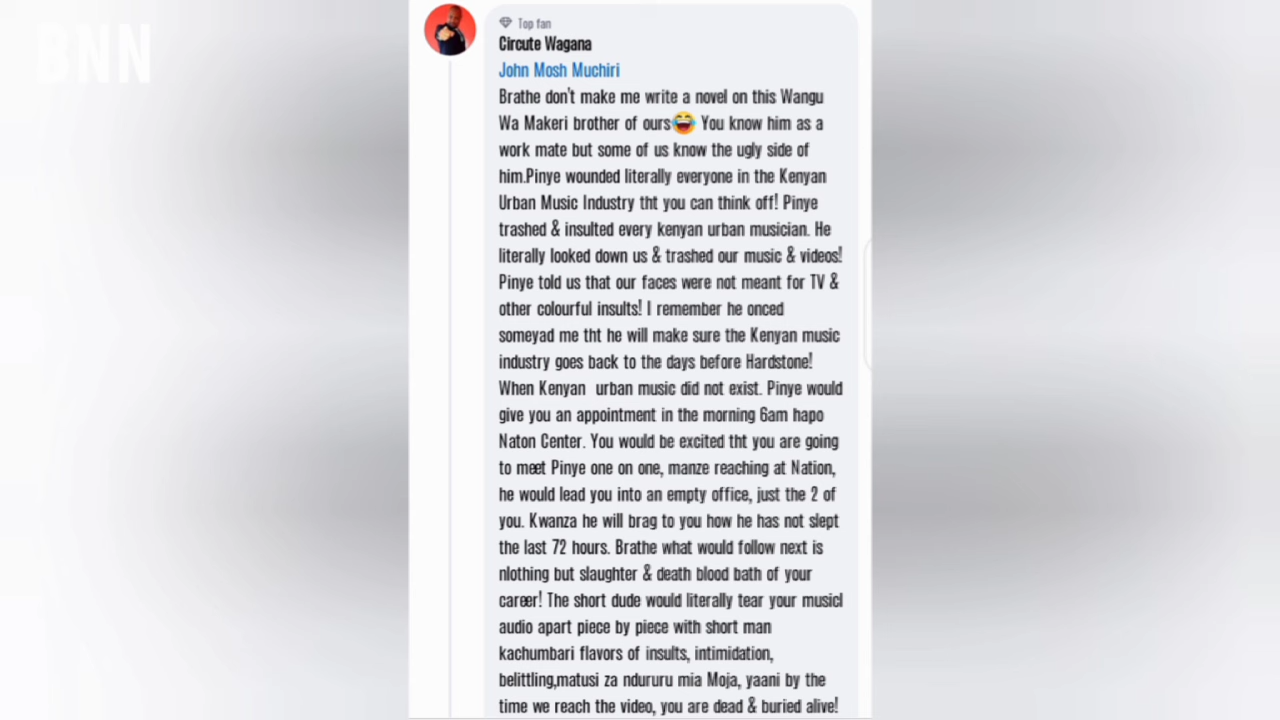 BNN
Top fan
Circute Wagana
John Mosh Muchiri
Brathe don't make me write a novel on this Wangu
Wa Makeri brother of ours😂 You know him as a
work mate but some of us know the ugly side of
him.Pinye wounded literally everyone in the Kenyan
Urban Music Industry tht you can think off! Pinye
trashed & insulted every kenyan urban musician. He
literally looked down us & trashed our music & videos!
Pinye told us that our faces were not meant for TV &
other colourful insults! I remember he onced
someyad me tht he will make sure the Kenyan music
industry goes back to the days before Hardstone!
When Kenyan urban music did not exist. Pinye would
give you an appointment in the morning 6am hapo
Naton Center. You would be excited tht you are going
to meet Pinye one on one, manze reaching at Nation,
he would lead you into an empty office, just the 2 of
you. Kwanza he will brag to you how he has not slept
the last 72 hours. Brathe what would follow next is
nlothing but slaughter & death blood bath of your
career! The short dude would literally tear your musicl
audio apart piece by piece with short man
kachumbari flavors of insults, intimidation,
belittling,matusi za ndururu mia Moja, yaani by the
time we reach the video, you are dead & buried alive!